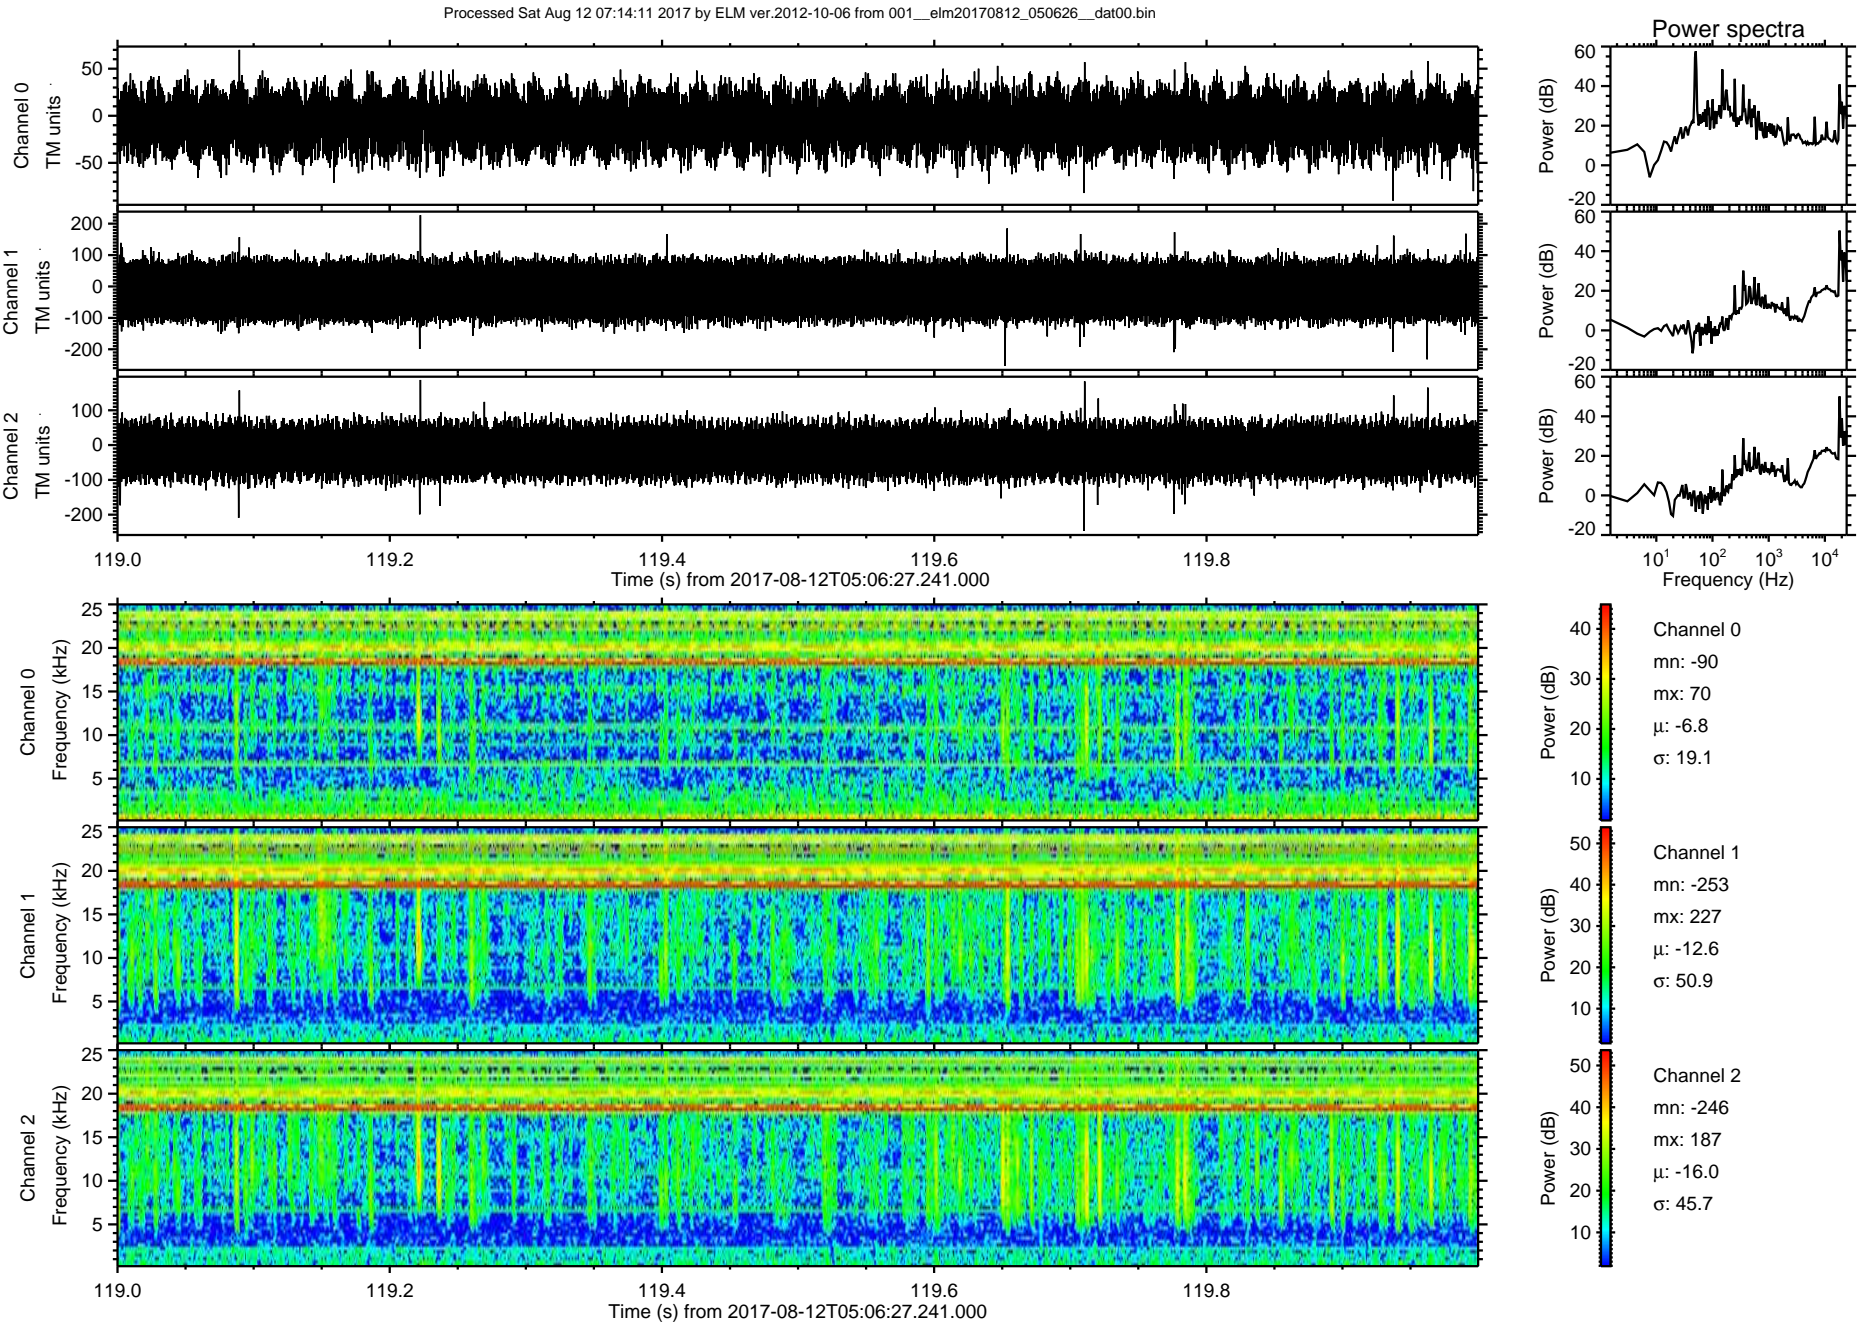 Processed Sat Aug 12 07:14:11 2017 by ELM ver.2012-10-06 from 001__elm20170812_050626__dat00.bin
Power spectra
Channel 0
TM units
50
0
-50
Power (dB)
60
40
20
0
-20
Channel 1
TM units
200
100
0
-100
-200
Power (dB)
60
40
20
0
-20
Channel 2
TM units
100
0
-100
-200
Power (dB)
60
40
20
0
-20
119.0 119.2 119.4 119.6 119.8
Time (s) from 2017-08-12T05:06:27.241.000
10^1 10^2 10^3 10^4
Frequency (Hz)
Channel 0
Frequency (kHz)
25
20
15
10
5
Power (dB)
40
30
20
10
Channel 0
mn: -90
mx: 70
μ: -6.8
σ: 19.1
Channel 1
Frequency (kHz)
25
20
15
10
5
Power (dB)
50
40
30
20
10
Channel 1
mn: -253
mx: 227
μ: -12.6
σ: 50.9
Channel 2
Frequency (kHz)
25
20
15
10
5
Power (dB)
50
40
30
20
10
Channel 2
mn: -246
mx: 187
μ: -16.0
σ: 45.7
119.0 119.2 119.4 119.6 119.8
Time (s) from 2017-08-12T05:06:27.241.000